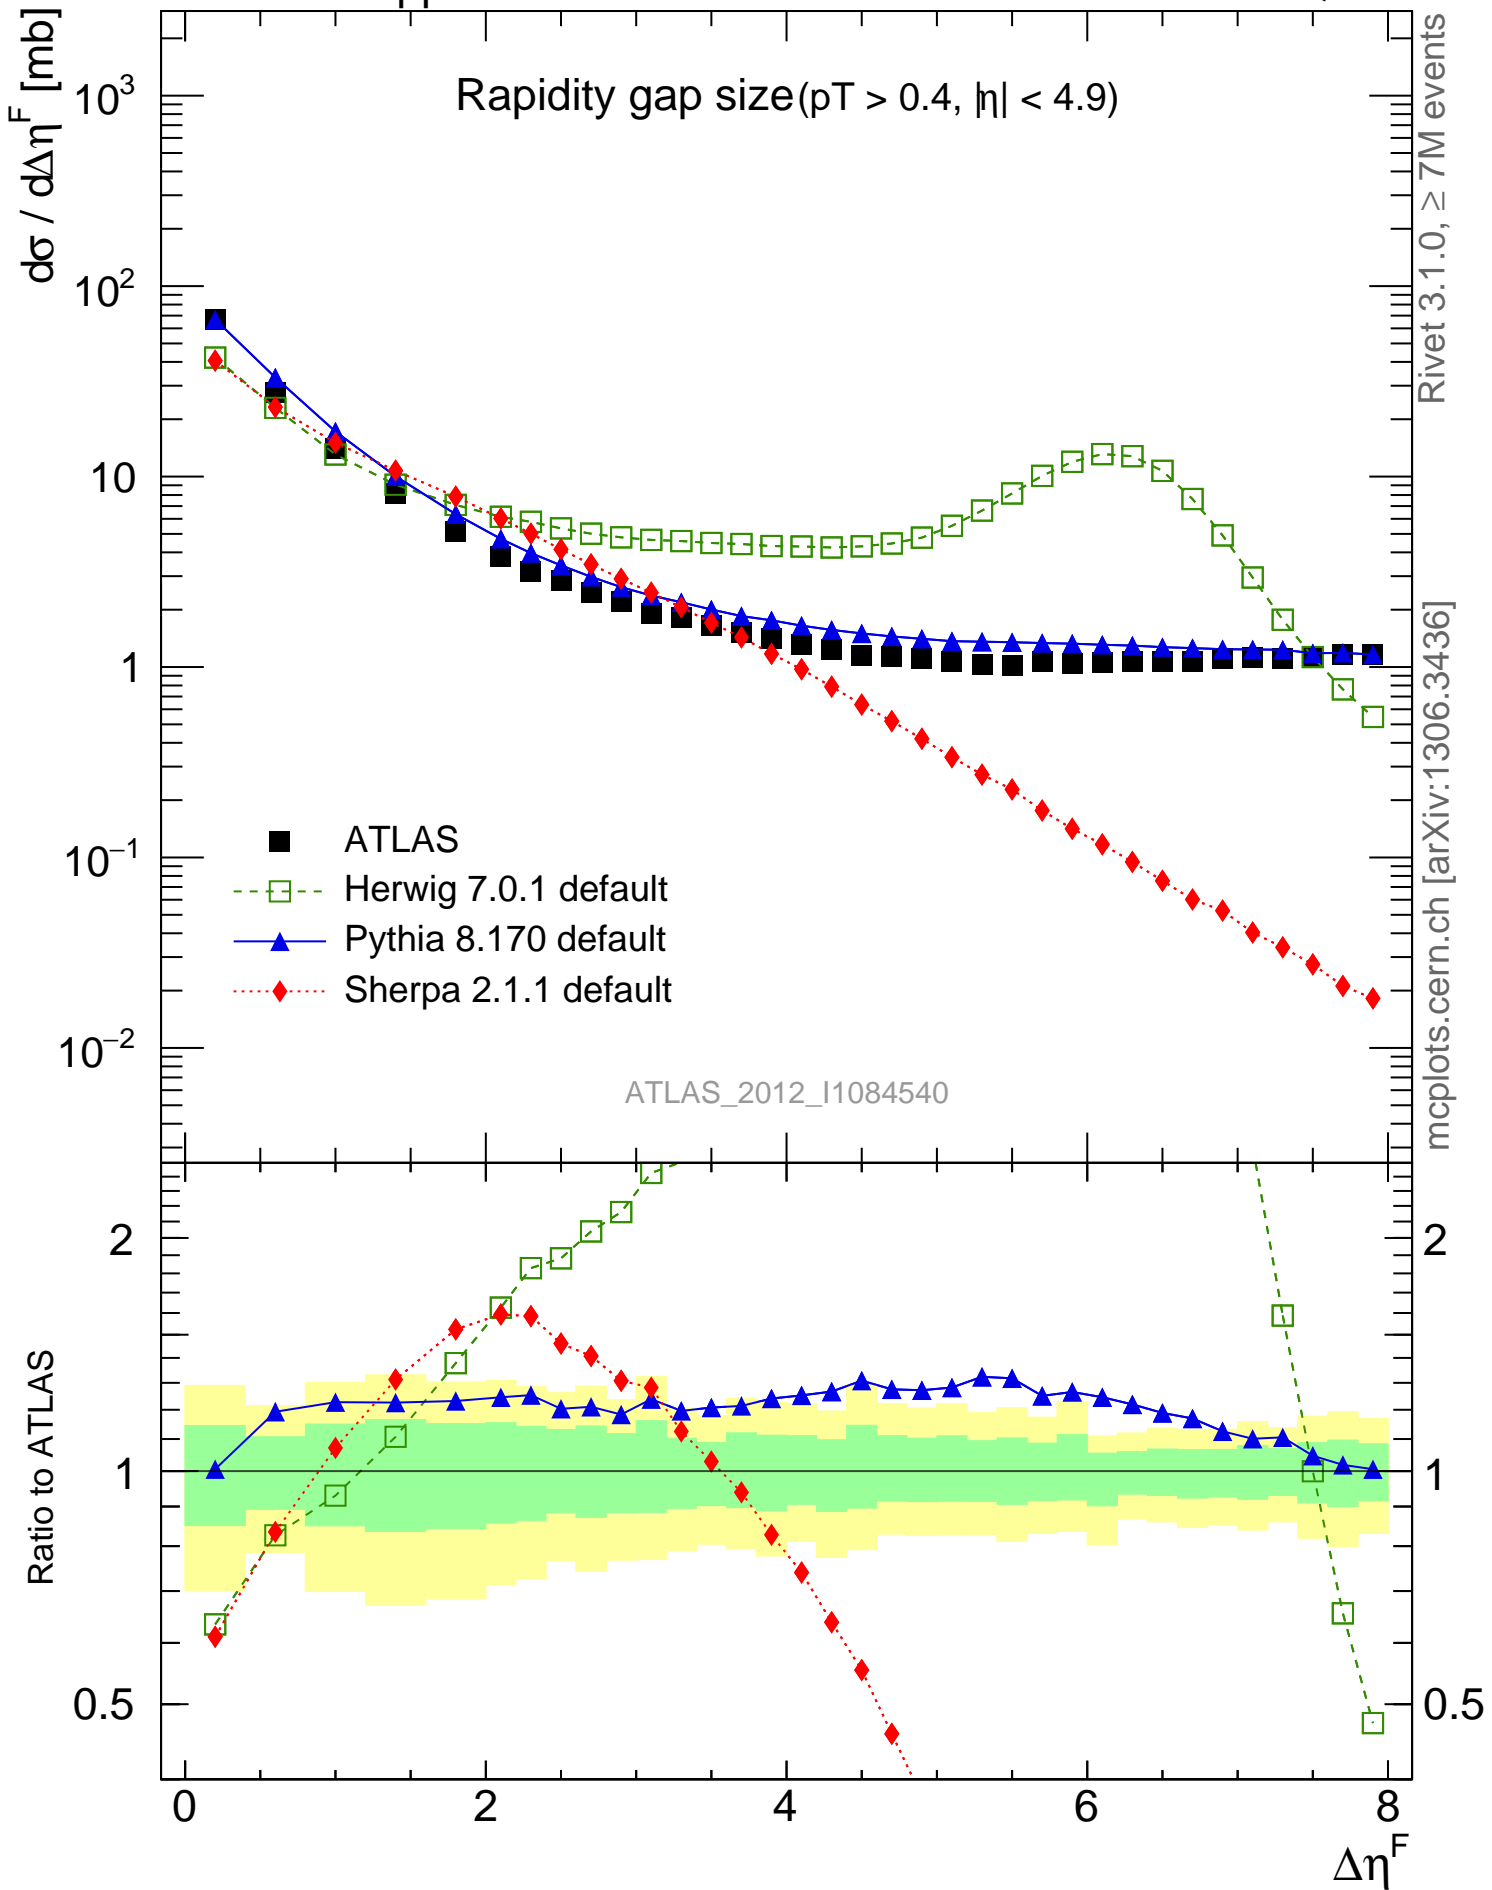 dσ / dΔη^F [mb]
Rapidity gap size (pT > 0.4, |η| < 4.9)
10^3
10^2
10
1
10^−1
10^−2
ATLAS
Herwig 7.0.1 default
Pythia 8.170 default
Sherpa 2.1.1 default
ATLAS_2012_I1084540
Rivet 3.1.0, ≥ 7M events
mcplots.cern.ch [arXiv:1306.3436]
Ratio to ATLAS
2
1
0.5
2
1
0.5
0 2 4 6 8
Δη^F